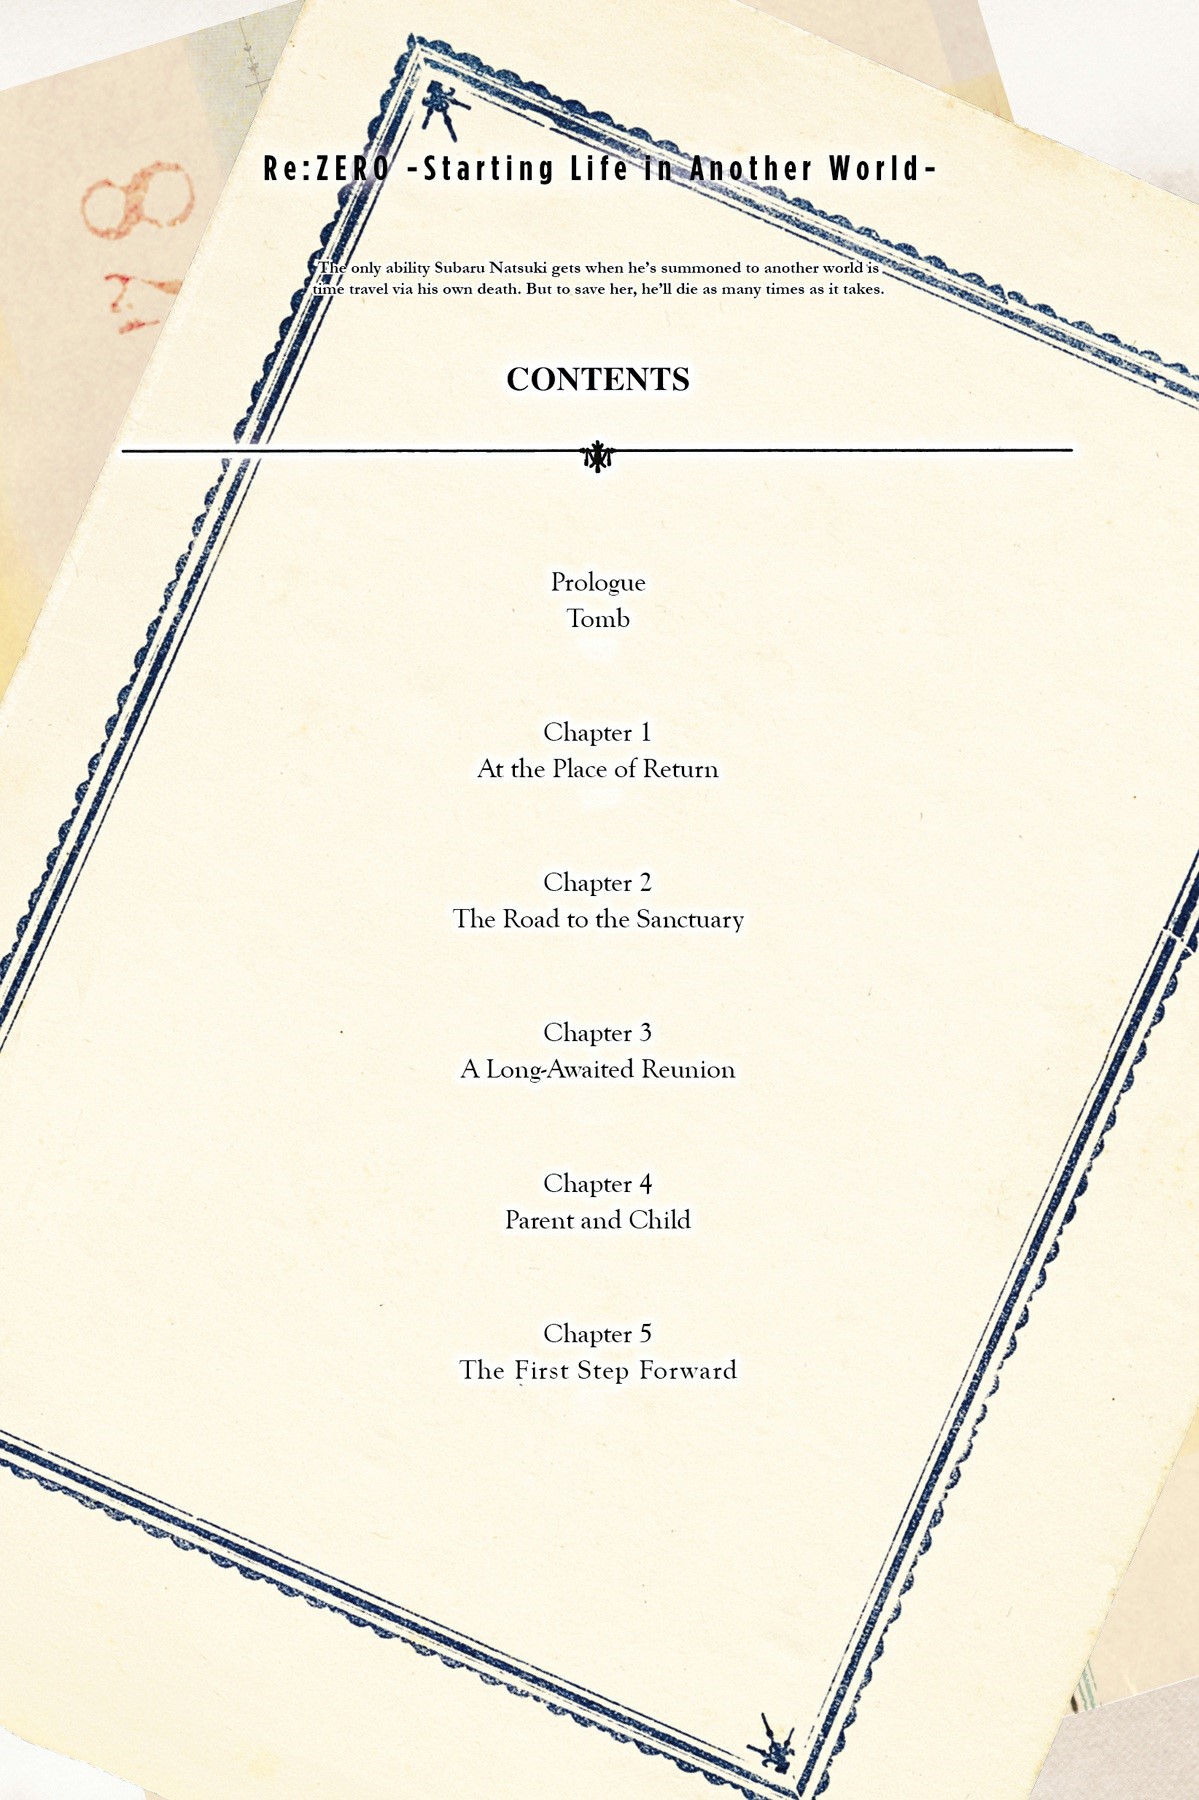 Re:ZERO -Starting Life in Another World-
The only ability Subaru Natsuki gets when he's summoned to another world is
time travel via his own death. But to save her, he'll die as many times as it takes.
CONTENTS
Prologue
Tomb
Chapter 1
At the Place of Return
Chapter 2
The Road to the Sanctuary
Chapter 3
A Long-Awaited Reunion
Chapter 4
Parent and Child
Chapter 5
The First Step Forward